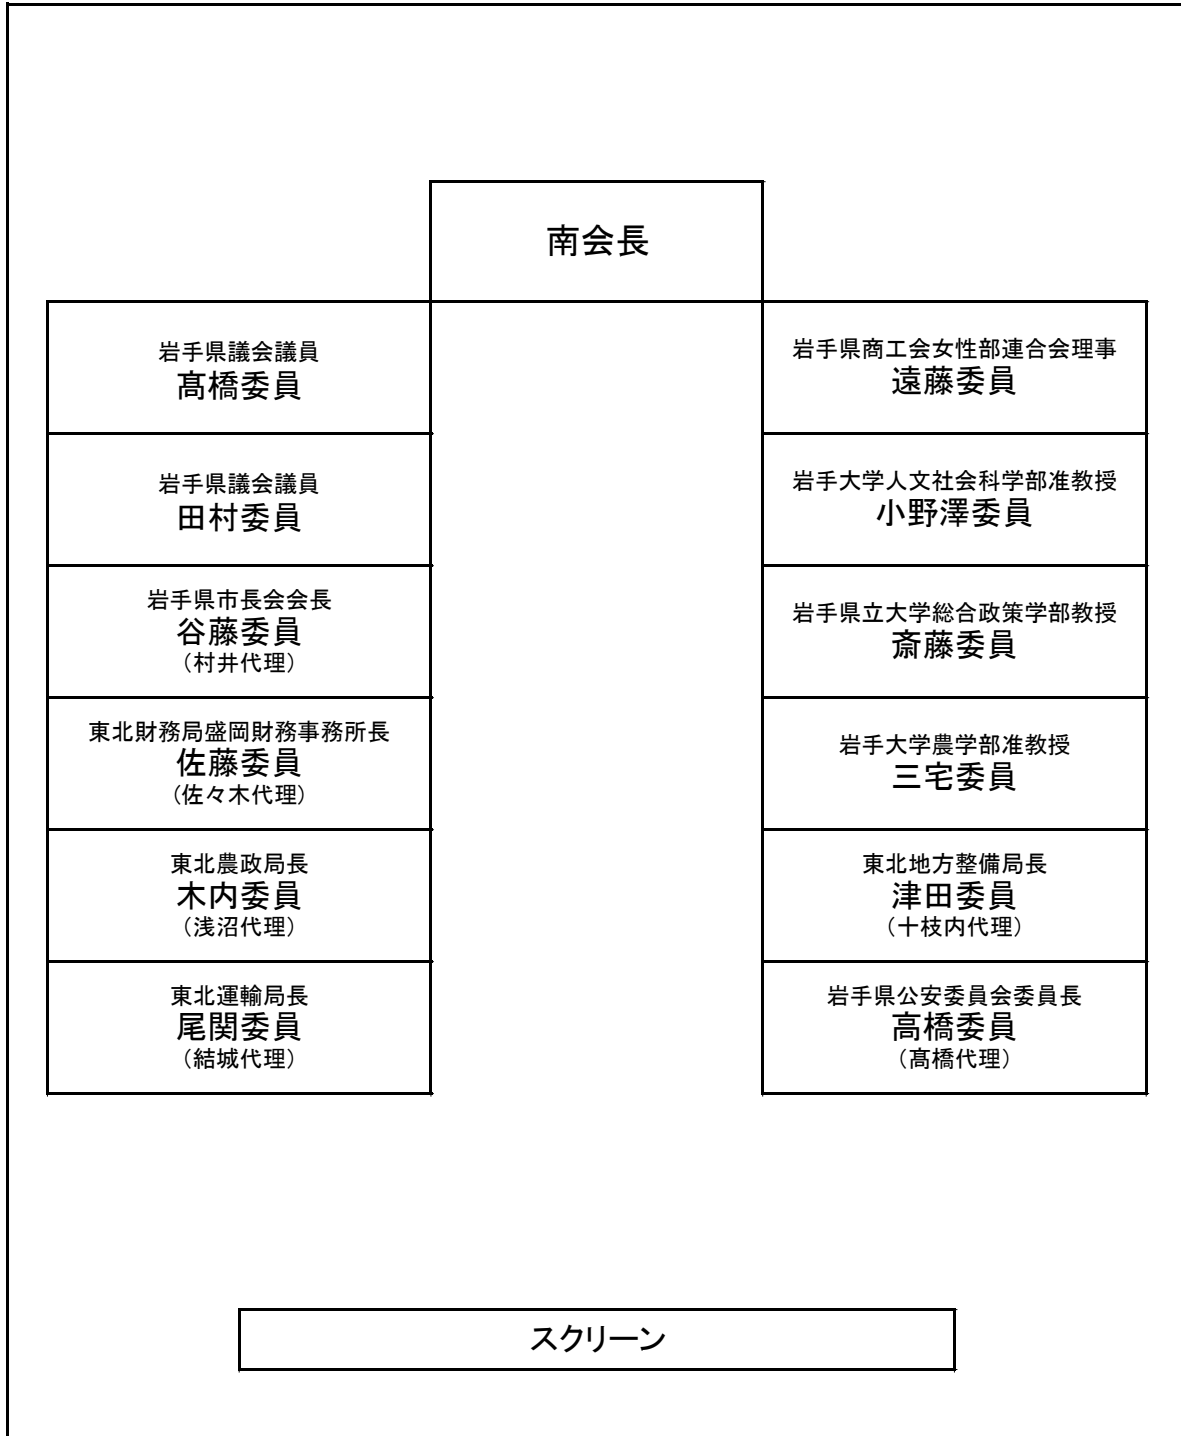 南会長
岩手県議会議員
髙橋委員
岩手県議会議員
田村委員
岩手県市長会会長
谷藤委員
（村井代理）
東北財務局盛岡財務事務所長
佐藤委員
（佐々木代理）
東北農政局長
木内委員
（浅沼代理）
東北運輸局長
尾関委員
（結城代理）
岩手県商工会女性部連合会理事
遠藤委員
岩手大学人文社会科学部准教授
小野澤委員
岩手県立大学総合政策学部教授
斎藤委員
岩手大学農学部准教授
三宅委員
東北地方整備局長
津田委員
（十枝内代理）
岩手県公安委員会委員長
高橋委員
（髙橋代理）
スクリーン